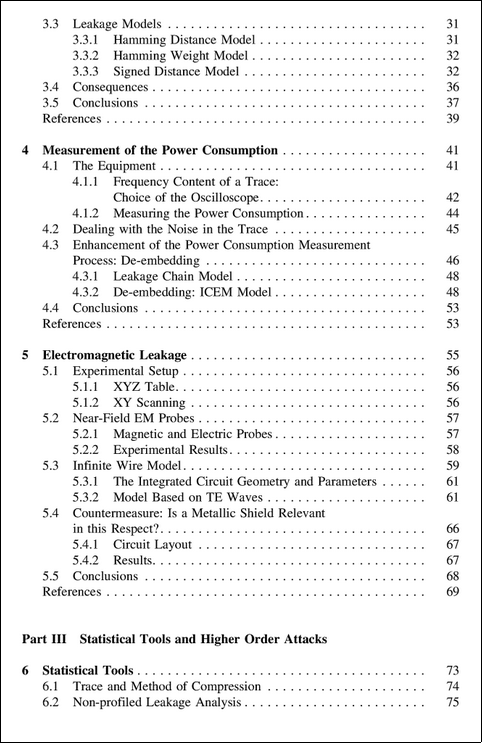 3.3 Leakage Models . . . . . . . . . . . . . . . . . . . . . . . . . . . . . . 31
3.3.1 Hamming Distance Model . . . . . . . . . . . . . . . . . . . 31
3.3.2 Hamming Weight Model . . . . . . . . . . . . . . . . . . . . 32
3.3.3 Signed Distance Model . . . . . . . . . . . . . . . . . . . . . 32
3.4 Consequences . . . . . . . . . . . . . . . . . . . . . . . . . . . . . . . . 36
3.5 Conclusions . . . . . . . . . . . . . . . . . . . . . . . . . . . . . . . . . 37
References . . . . . . . . . . . . . . . . . . . . . . . . . . . . . . . . . . . . . 39
4 Measurement of the Power Consumption . . . . . . . . . . . . . . . . 41
4.1 The Equipment . . . . . . . . . . . . . . . . . . . . . . . . . . . . . . . 41
4.1.1 Frequency Content of a Trace:
Choice of the Oscilloscope . . . . . . . . . . . . . . . . . . . 42
4.1.2 Measuring the Power Consumption . . . . . . . . . . . . . . 44
4.2 Dealing with the Noise in the Trace . . . . . . . . . . . . . . . . . . 45
4.3 Enhancement of the Power Consumption Measurement
Process: De-embedding . . . . . . . . . . . . . . . . . . . . . . . . . . 46
4.3.1 Leakage Chain Model . . . . . . . . . . . . . . . . . . . . . . 48
4.3.2 De-embedding: ICEM Model . . . . . . . . . . . . . . . . . . 48
4.4 Conclusions . . . . . . . . . . . . . . . . . . . . . . . . . . . . . . . . . 53
References . . . . . . . . . . . . . . . . . . . . . . . . . . . . . . . . . . . . . 53
5 Electromagnetic Leakage . . . . . . . . . . . . . . . . . . . . . . . . . . . 55
5.1 Experimental Setup . . . . . . . . . . . . . . . . . . . . . . . . . . . . 56
5.1.1 XYZ Table . . . . . . . . . . . . . . . . . . . . . . . . . . . . . 56
5.1.2 XY Scanning . . . . . . . . . . . . . . . . . . . . . . . . . . . 56
5.2 Near-Field EM Probes . . . . . . . . . . . . . . . . . . . . . . . . . . . 57
5.2.1 Magnetic and Electric Probes . . . . . . . . . . . . . . . . . . 57
5.2.2 Experimental Results . . . . . . . . . . . . . . . . . . . . . . . 58
5.3 Infinite Wire Model . . . . . . . . . . . . . . . . . . . . . . . . . . . . 59
5.3.1 The Integrated Circuit Geometry and Parameters . . . . . . 61
5.3.2 Model Based on TE Waves . . . . . . . . . . . . . . . . . . . 61
5.4 Countermeasure: Is a Metallic Shield Relevant
in this Respect? . . . . . . . . . . . . . . . . . . . . . . . . . . . . . . . 66
5.4.1 Circuit Layout . . . . . . . . . . . . . . . . . . . . . . . . . . . 67
5.4.2 Results . . . . . . . . . . . . . . . . . . . . . . . . . . . . . . . 67
5.5 Conclusions . . . . . . . . . . . . . . . . . . . . . . . . . . . . . . . . . 68
References . . . . . . . . . . . . . . . . . . . . . . . . . . . . . . . . . . . . . 69
Part III Statistical Tools and Higher Order Attacks
6 Statistical Tools . . . . . . . . . . . . . . . . . . . . . . . . . . . . . . . . . 73
6.1 Trace and Method of Compression . . . . . . . . . . . . . . . . . . . 74
6.2 Non-profiled Leakage Analysis . . . . . . . . . . . . . . . . . . . . . 75